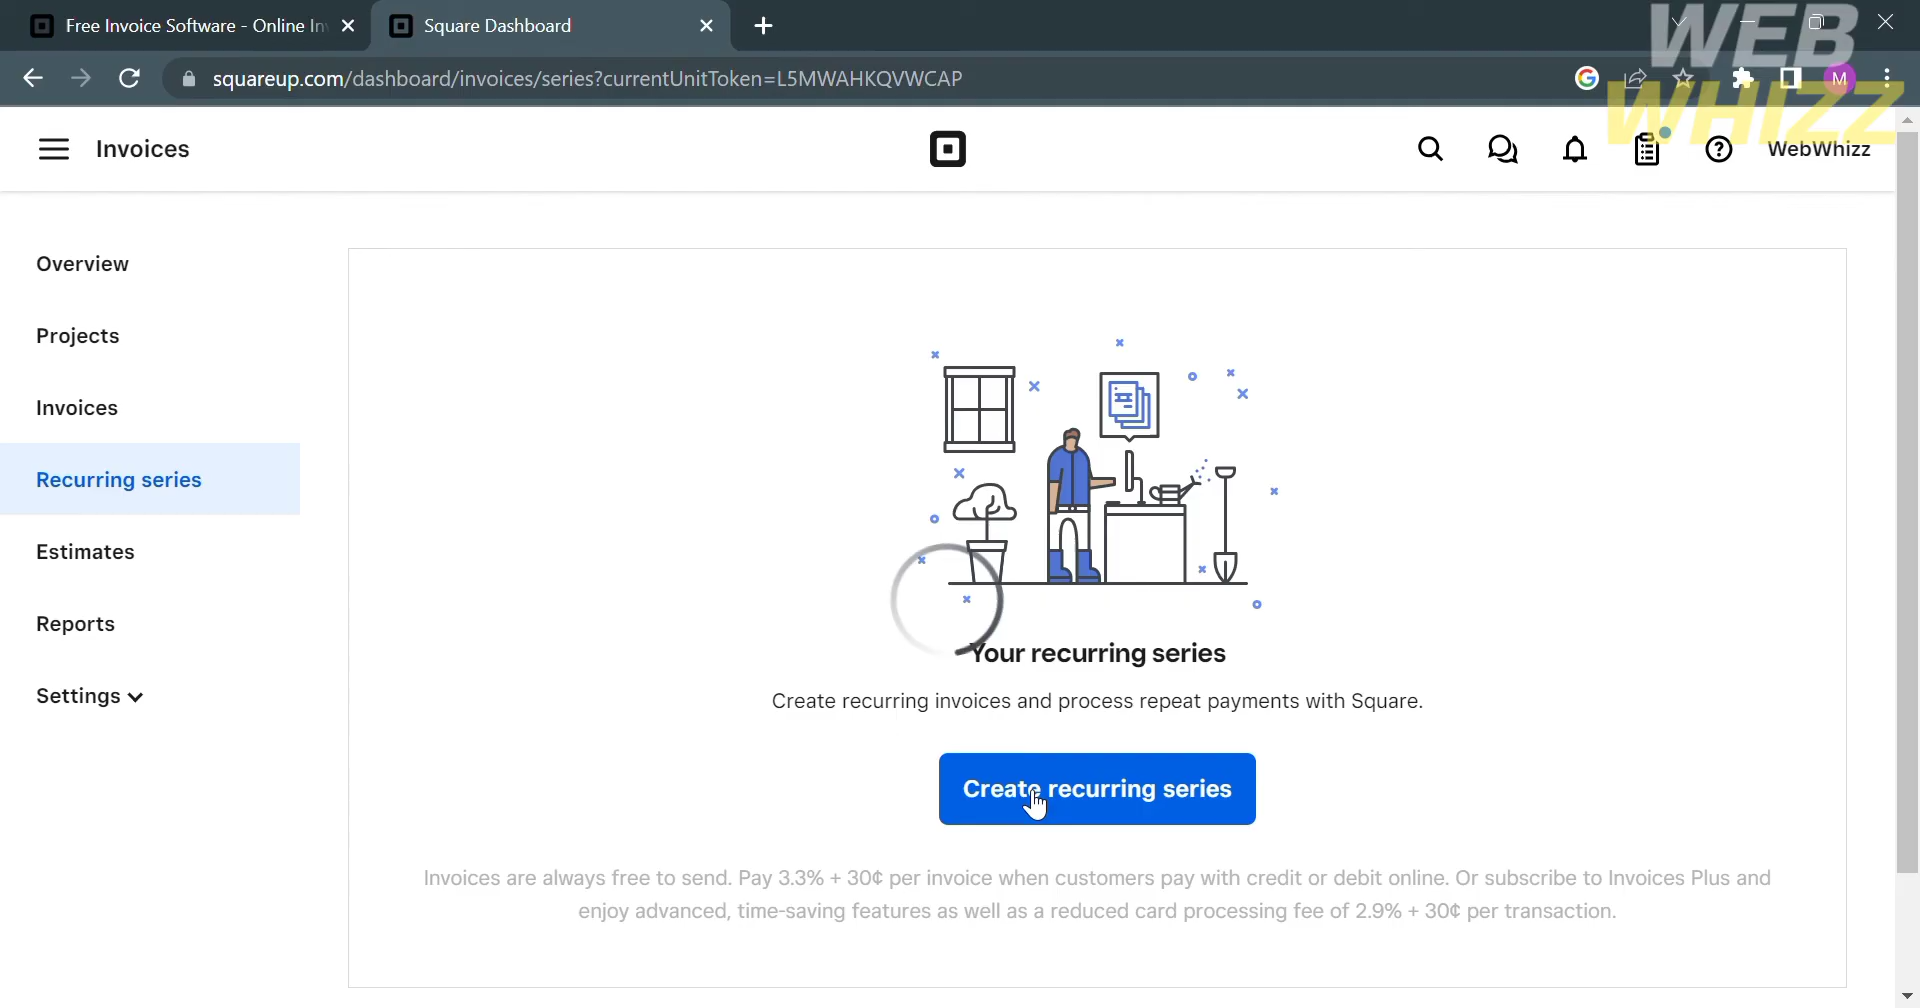 Free Invoice Software - Online In
Square Dashboard
squareup.com/dashboard/invoices/series?currentUnitToken=L5MWAHKQVWCAP
M
WEB
WHIZZ
Invoices
WebWhizz
Overview
Projects
Invoices
Recurring series
Estimates
Reports
Settings
Your recurring series
Create recurring invoices and process repeat payments with Square.
Create recurring series
Invoices are always free to send. Pay 3.3% + 30¢ per invoice when customers pay with credit or debit online. Or subscribe to Invoices Plus and
enjoy advanced, time-saving features as well as a reduced card processing fee of 2.9% + 30¢ per transaction.